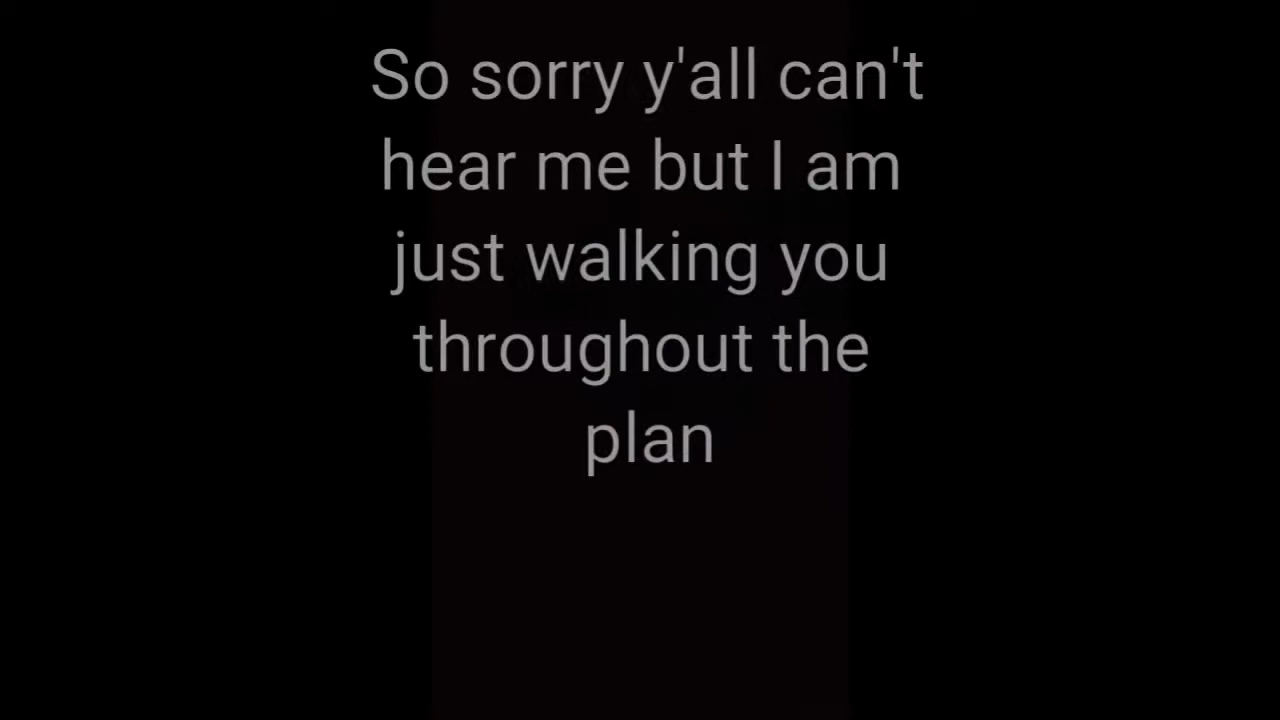 So sorry y'all can't
hear me but I am
just walking you
throughout the
plan